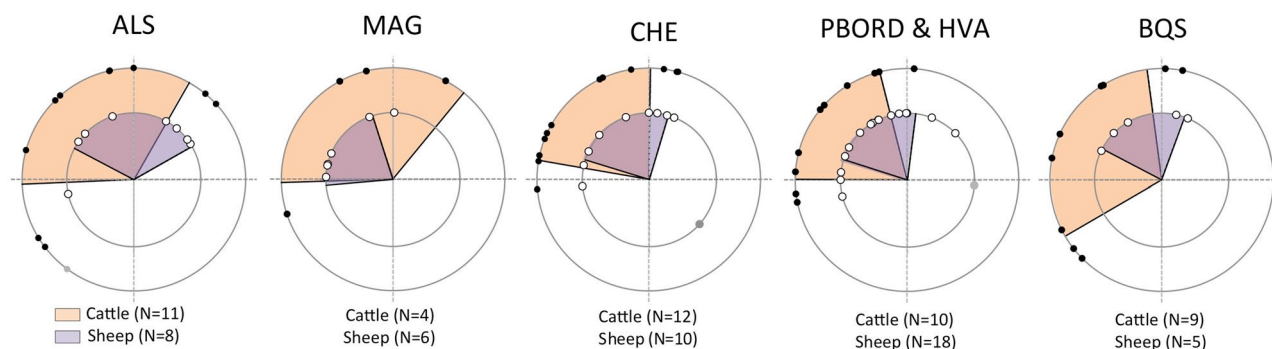 ALS
MAG
CHE
PBORD & HVA
BQS
Cattle (N=11)
Sheep (N=8)
Cattle (N=4)
Sheep (N=6)
Cattle (N=12)
Sheep (N=10)
Cattle (N=10)
Sheep (N=18)
Cattle (N=9)
Sheep (N=5)